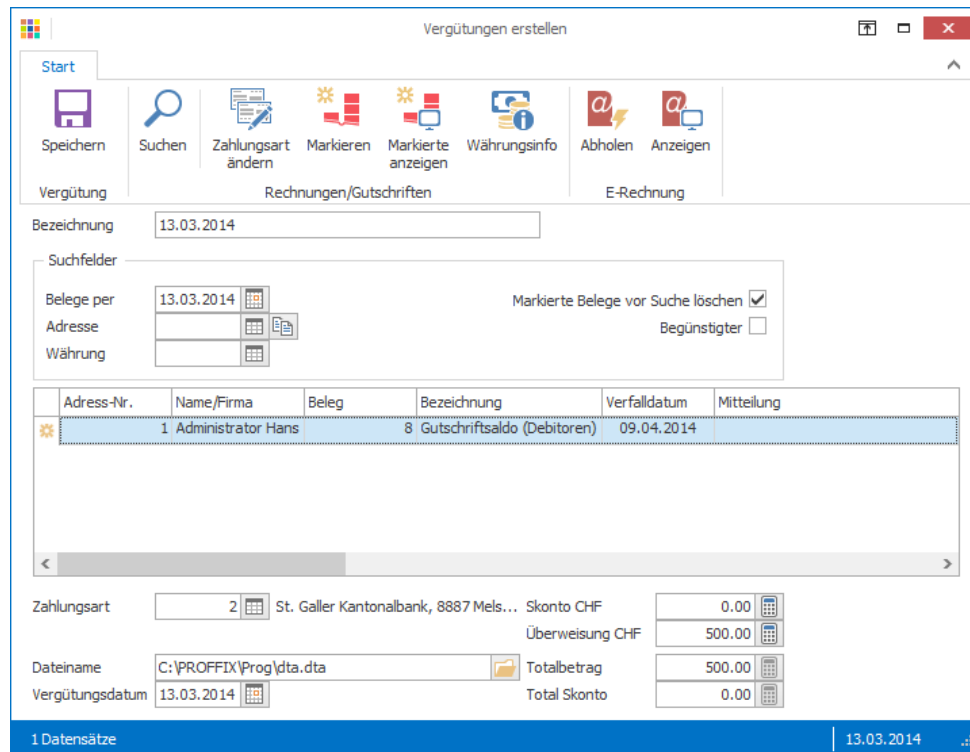 Vergütungen erstellen
Start
Speichern Suchen Zahlungsart ändern Markieren Markierte anzeigen Währungsinfo Abholen Anzeigen
Vergütung Rechnungen/Gutschriften E-Rechnung
Bezeichnung 13.03.2014
Suchfelder
Belege per 13.03.2014 Markierte Belege vor Suche löschen
Adresse Begünstigter
Währung
Adress-Nr. Name/Firma Beleg Bezeichnung Verfalldatum Mitteilung
1 Administrator Hans 8 Gutschriftsaldo (Debitoren) 09.04.2014
Zahlungsart 2 St. Galler Kantonalbank, 8887 Mels... Skonto CHF 0.00
Überweisung CHF 500.00
Dateiname C:\PROFFIX\Prog\dta.dta Totalbetrag 500.00
Vergütungsdatum 13.03.2014 Total Skonto 0.00
1 Datensätze 13.03.2014